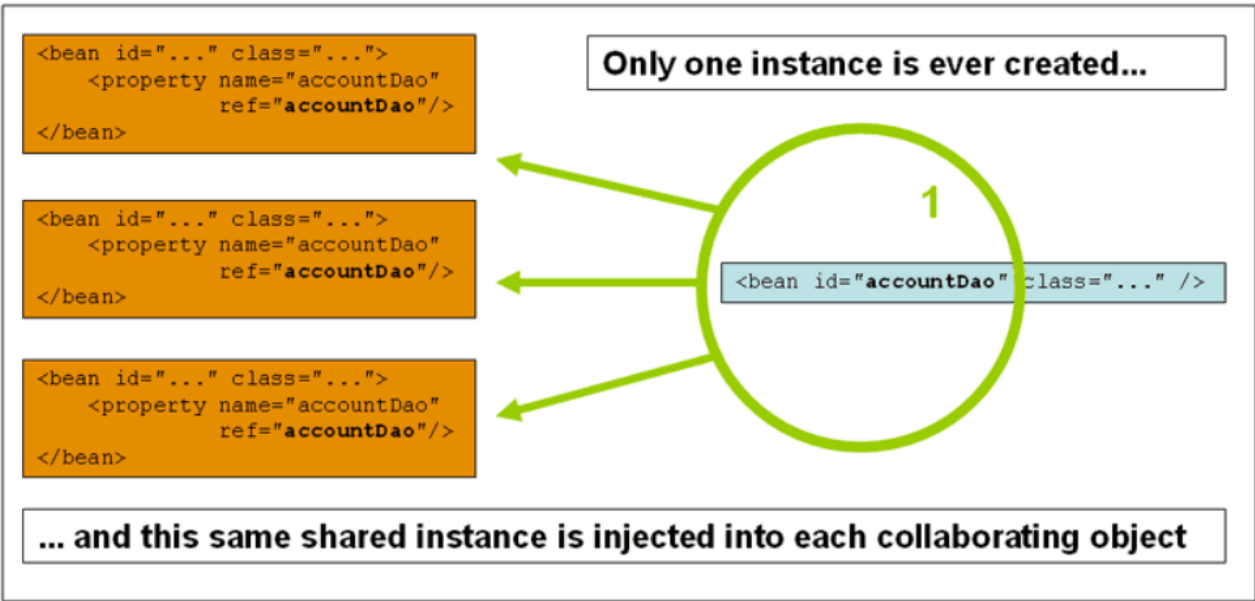 <bean id="..." class="...">
    <property name="accountDao"
              ref="accountDao"/>
</bean>
Only one instance is ever created...
<bean id="..." class="...">
    <property name="accountDao"
              ref="accountDao"/>
</bean>
1
<bean id="accountDao" class="..." />
<bean id="..." class="...">
    <property name="accountDao"
              ref="accountDao"/>
</bean>
... and this same shared instance is injected into each collaborating object